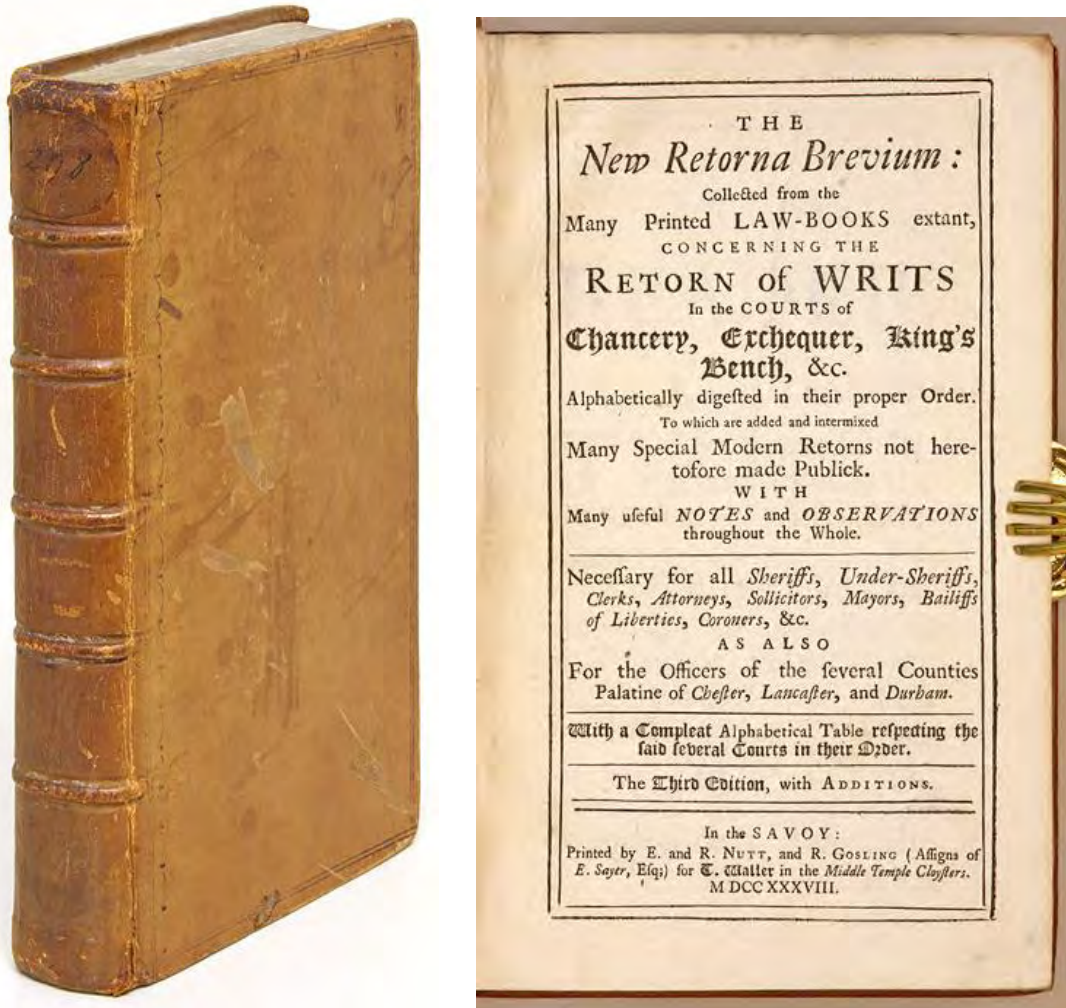 298
THE
New Retorna Brevium:
Collected from the
Many Printed LAW-BOOKS extant,
CONCERNING THE
RETORN of WRITS
In the COURTS of
Chancery, Exchequer, King's
Bench, &c.
Alphabetically digeſted in their proper Order.
To which are added and intermixed
Many Special Modern Retorns not here-
tofore made Publick.
WITH
Many uſeful NOTES and OBSERVATIONS
throughout the Whole.
Neceſſary for all Sheriffs, Under-Sheriffs,
Clerks, Attorneys, Sollicitors, Mayors, Bailiffs
of Liberties, Coroners, &c.
AS ALSO
For the Officers of the ſeveral Counties
Palatine of Cheſter, Lancaſter, and Durham.
With a Compleat Alphabetical Table reſpecting the
ſaid ſeveral Courts in their Order.
The Third Edition, with ADDITIONS.
In the SAVOY:
Printed by E. and R. NUTT, and R. GOSLING (Aſſigns of
E. Sayer, Eſq;) for T. Waller in the Middle Temple Cloyſters.
M DCC XXXVIII.